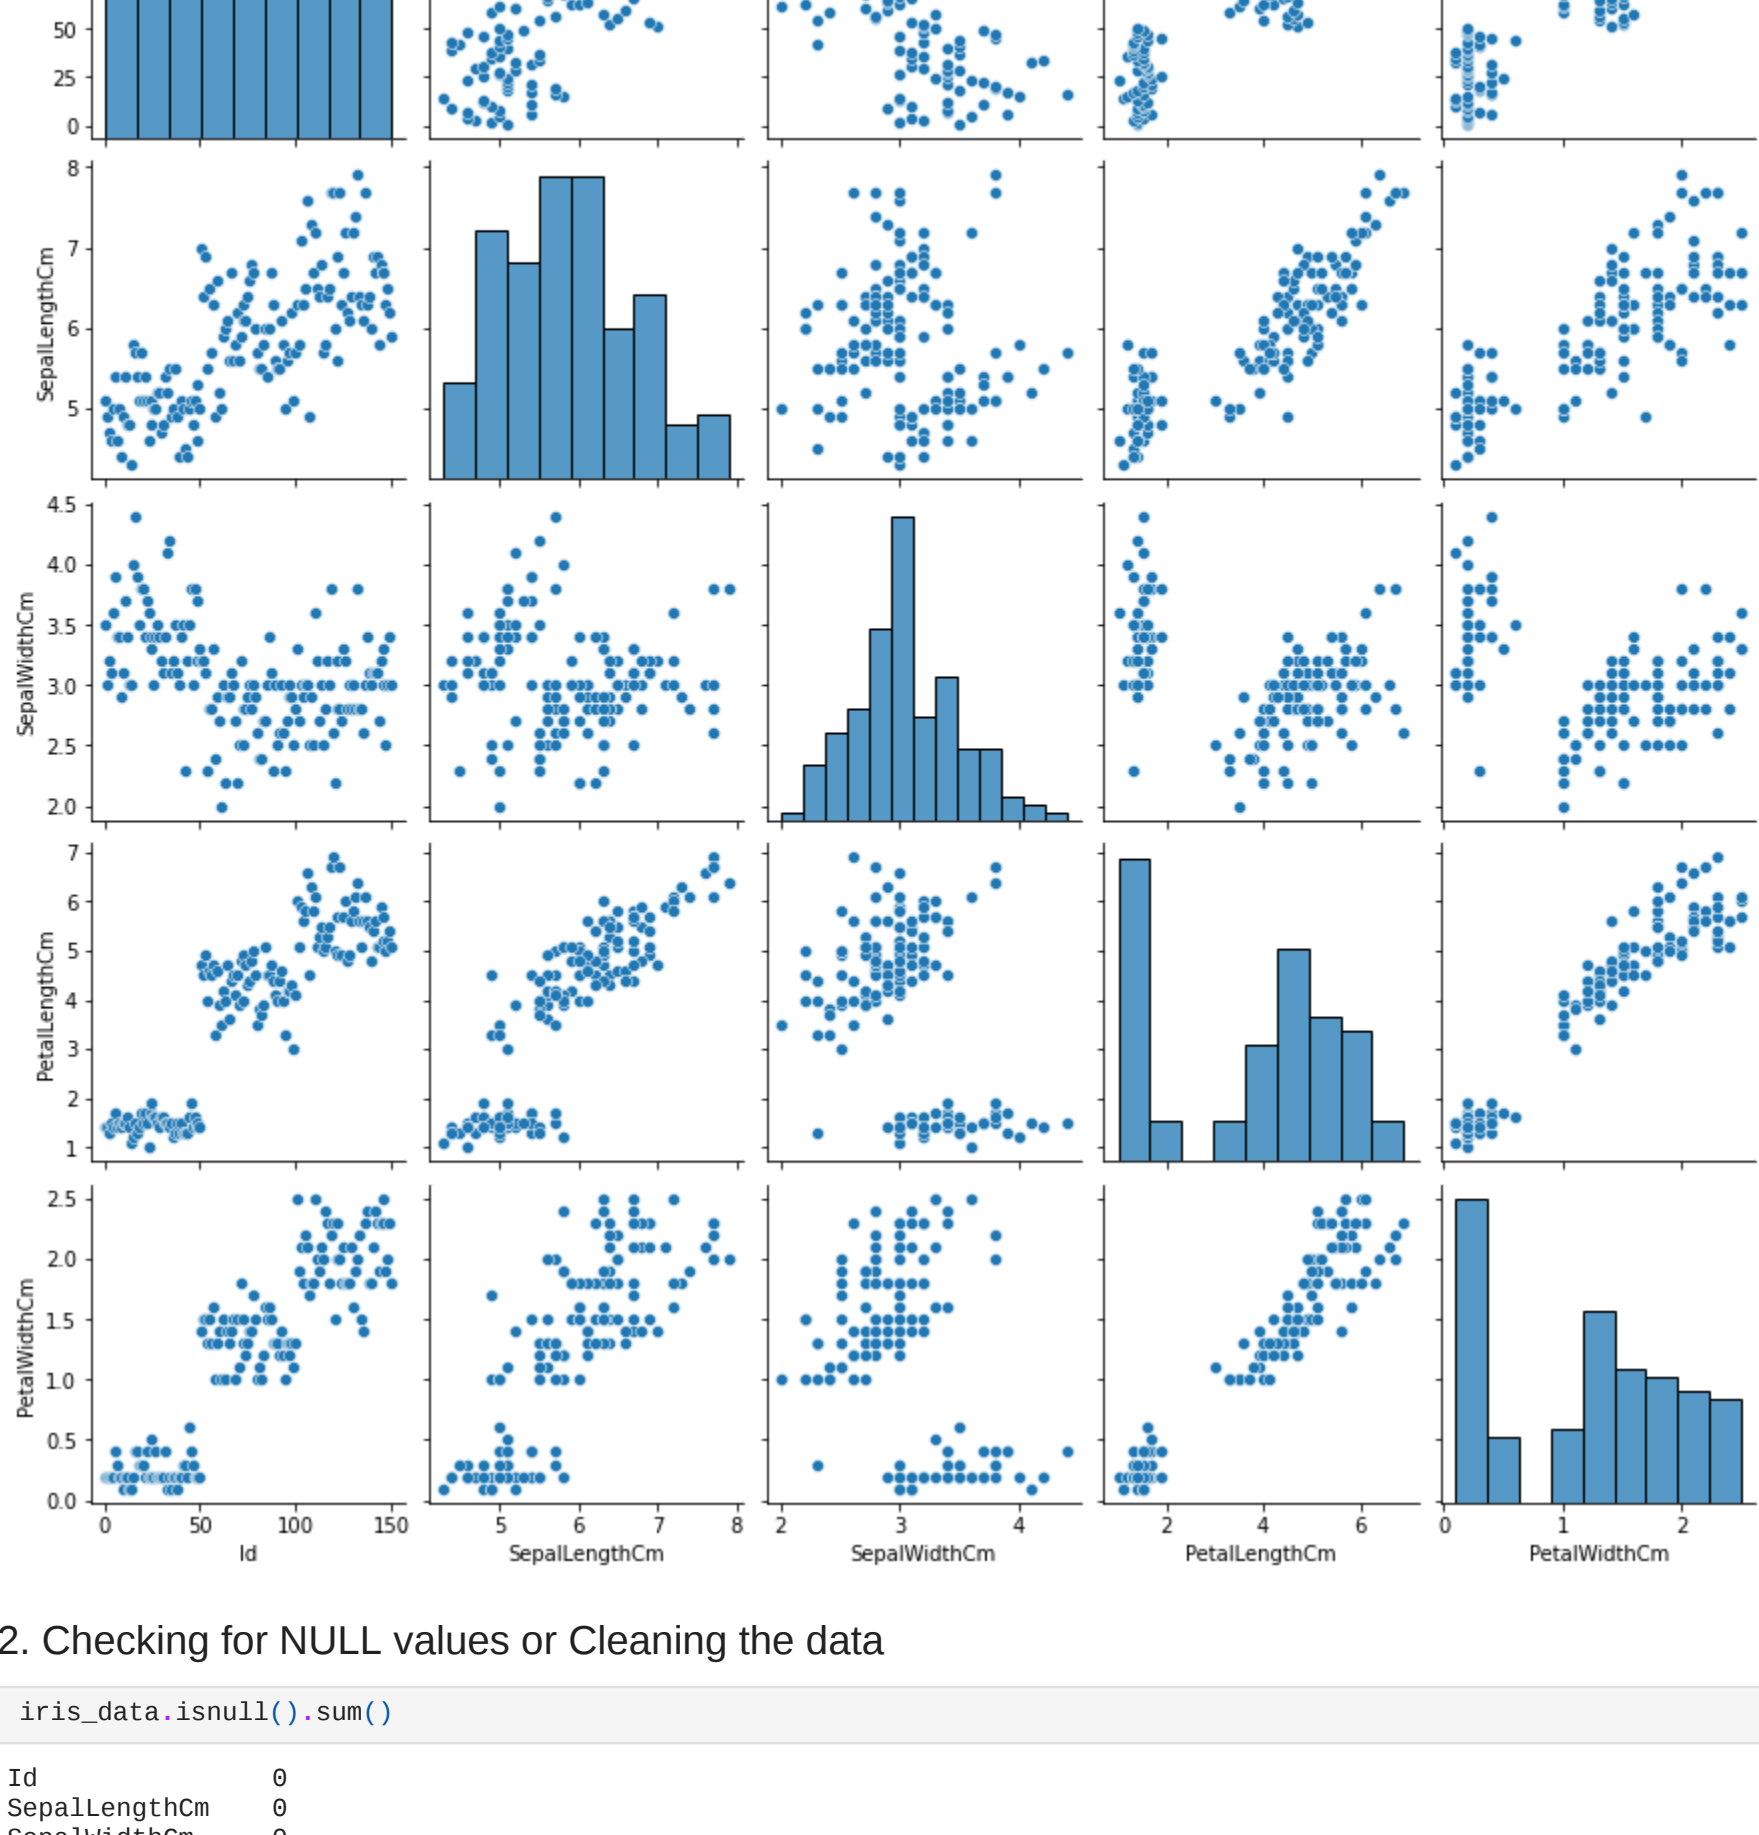 50
25
0
8
7
6
5
SepalLengthCm
4.5
4.0
3.5
3.0
2.5
2.0
SepalWidthCm
7
6
5
4
3
2
1
PetalLengthCm
2.5
2.0
1.5
1.0
0.5
0.0
PetalWidthCm
0 50 100 150 5 6 7 8 2 3 4 2 4 6 0 1 2
Id SepalLengthCm SepalWidthCm PetalLengthCm PetalWidthCm
2. Checking for NULL values or Cleaning the data
iris_data.isnull().sum()
Id 0
SepalLengthCm 0
SepalWidthCm 0